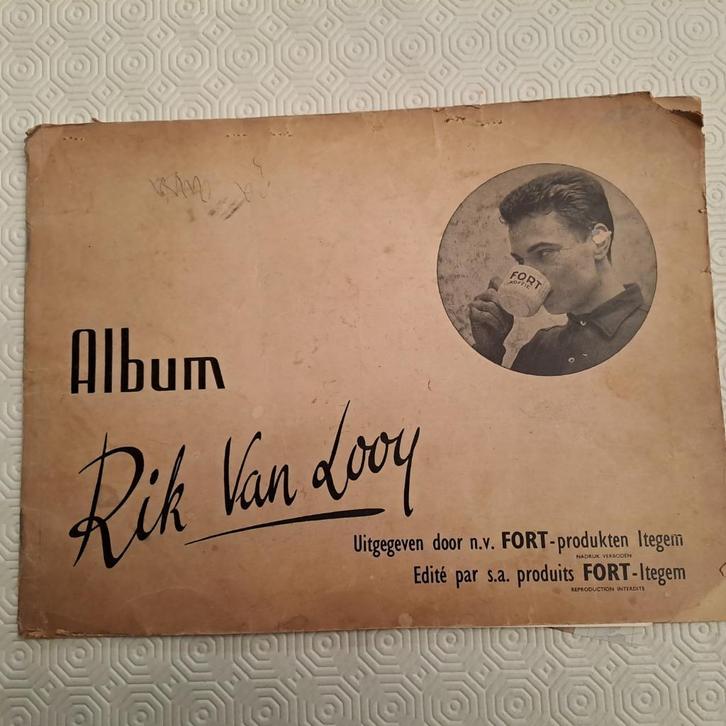 FORT
KOFFIE
Album
Rik Van Looy
Uitgegeven door n.v. FORT-produkten Itegem
NADRUK VERBODEN
Edité par s.a. produits FORT-Itegem
REPRODUCTION INTERDITE